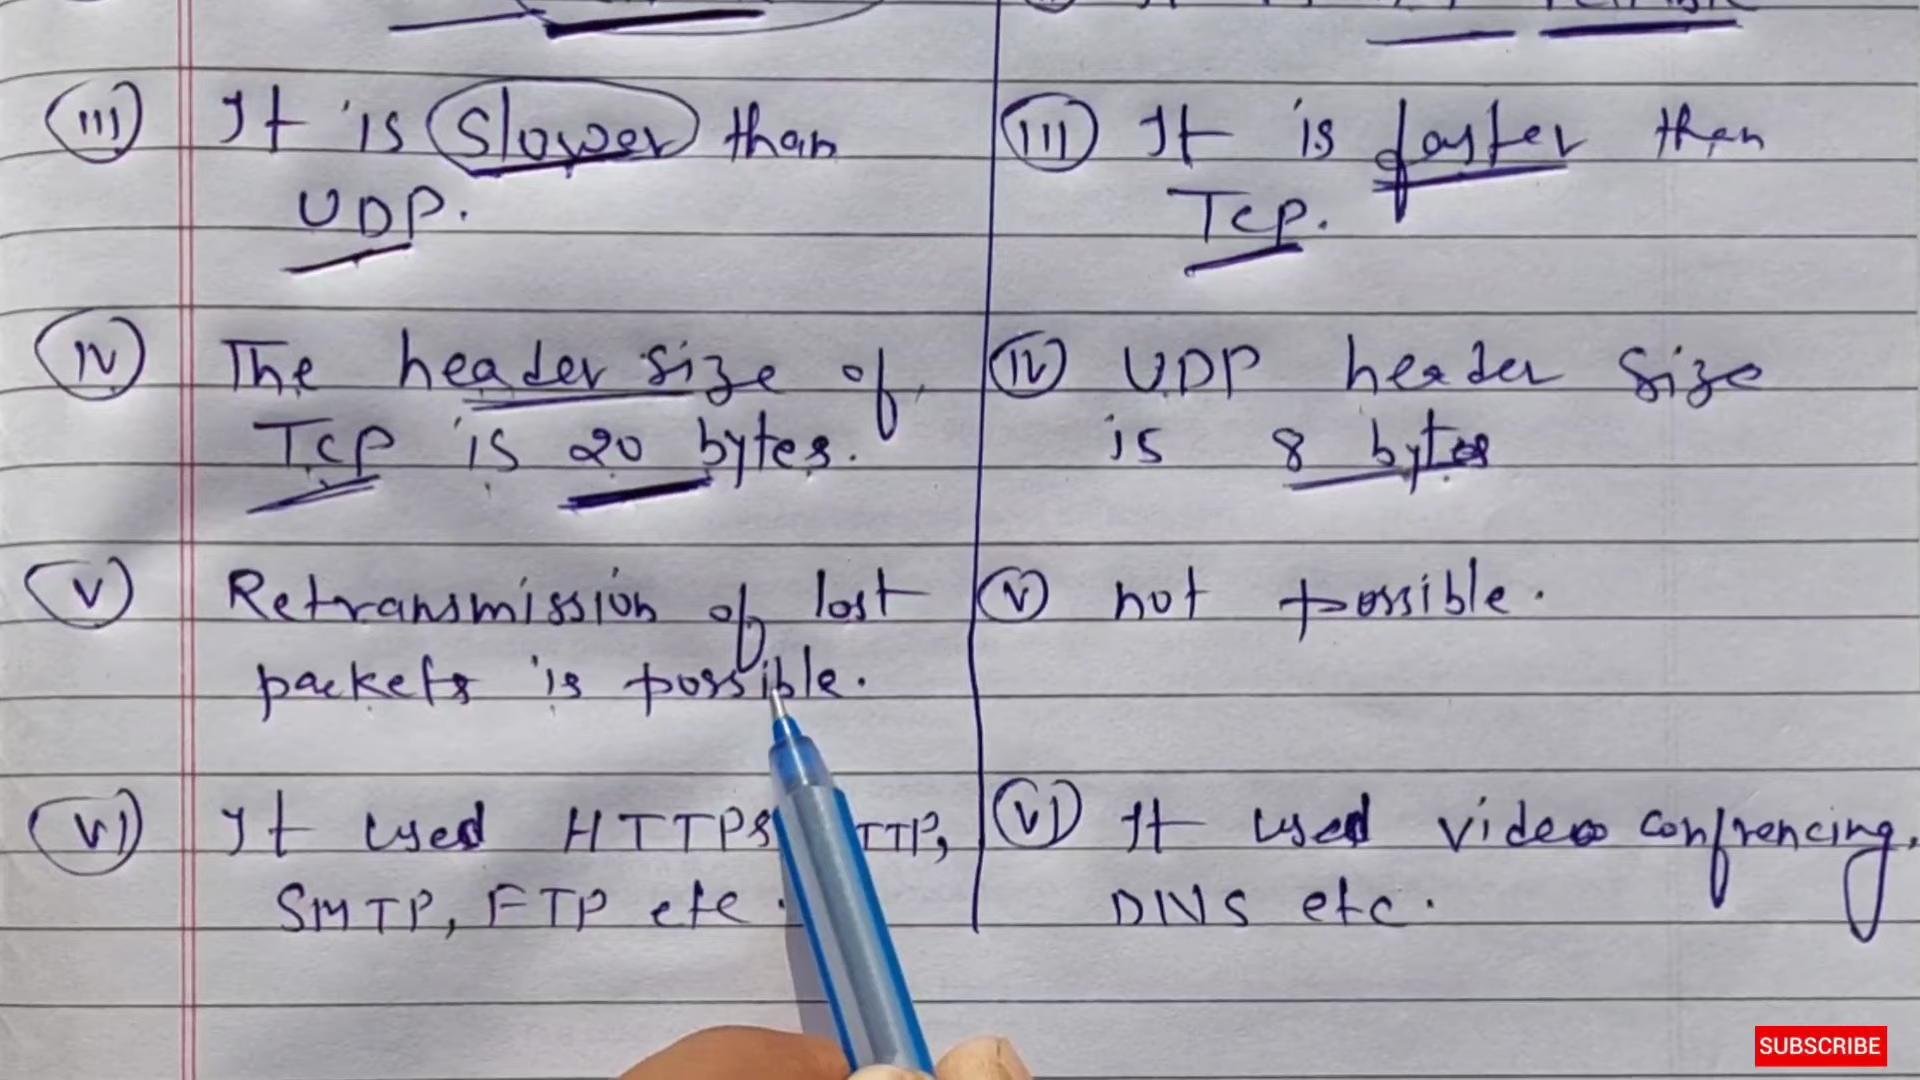 (III) It is slower than
UDP.
(IV) The header size of
TCP is 20 bytes.
(V) Retransmission of lost
packets is possible.
(VI) It used HTTPS TTP,
SMTP, FTP etc.
(III) It is faster than
TCP.
(IV) UDP header size
is 8 bytes
(V) not possible.
(VI) It used video confrencing,
DNS etc.
SUBSCRIBE